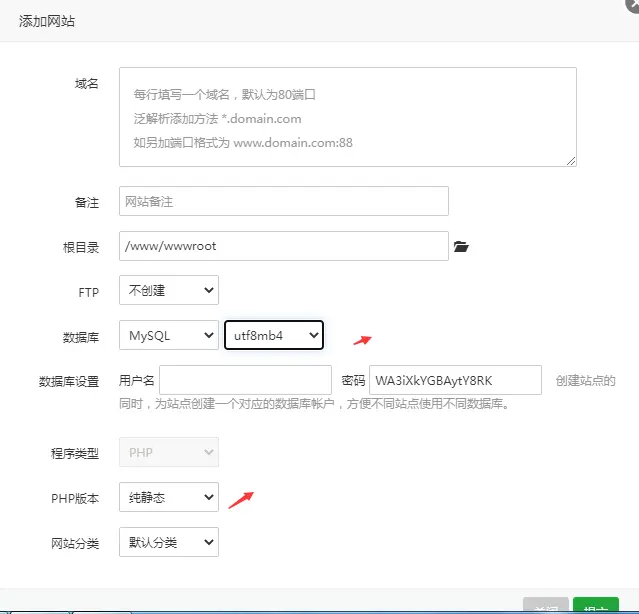 添加网站
域名
每行填写一个域名，默认为80端口
泛解析添加方法 *.domain.com
如另加端口格式为 www.domain.com:88
备注 网站备注
根目录 /www/wwwroot
FTP 不创建
数据库 MySQL utf8mb4
数据库设置 用户名 密码 WA3iXkYGBAytY8RK 创建站点的
同时，为站点创建一个对应的数据库帐户，方便不同站点使用不同数据库。
程序类型 PHP
PHP版本 纯静态
网站分类 默认分类
关闭 提交